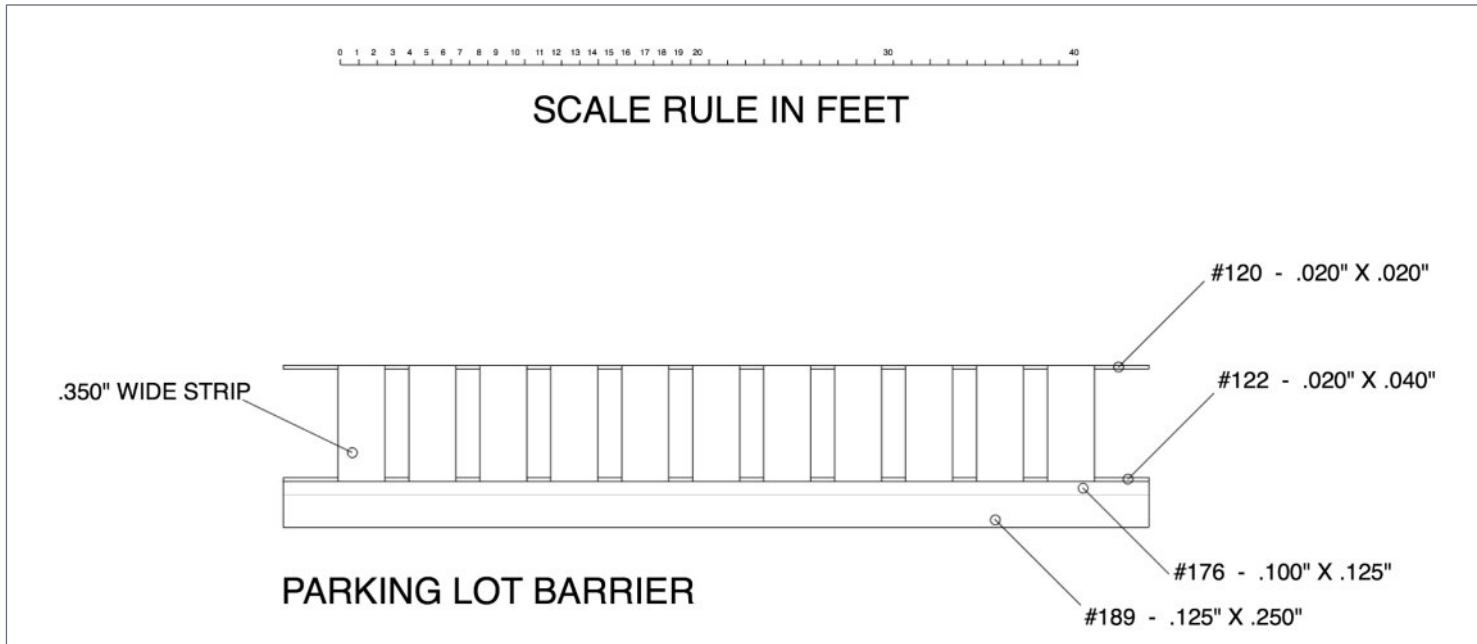 0 1 2 3 4 5 6 7 8 9 10 11 12 13 14 15 16 17 18 19 20 30 40
SCALE RULE IN FEET
#120 - .020" X .020"
#122 - .020" X .040"
.350" WIDE STRIP
#176 - .100" X .125"
PARKING LOT BARRIER
#189 - .125" X .250"